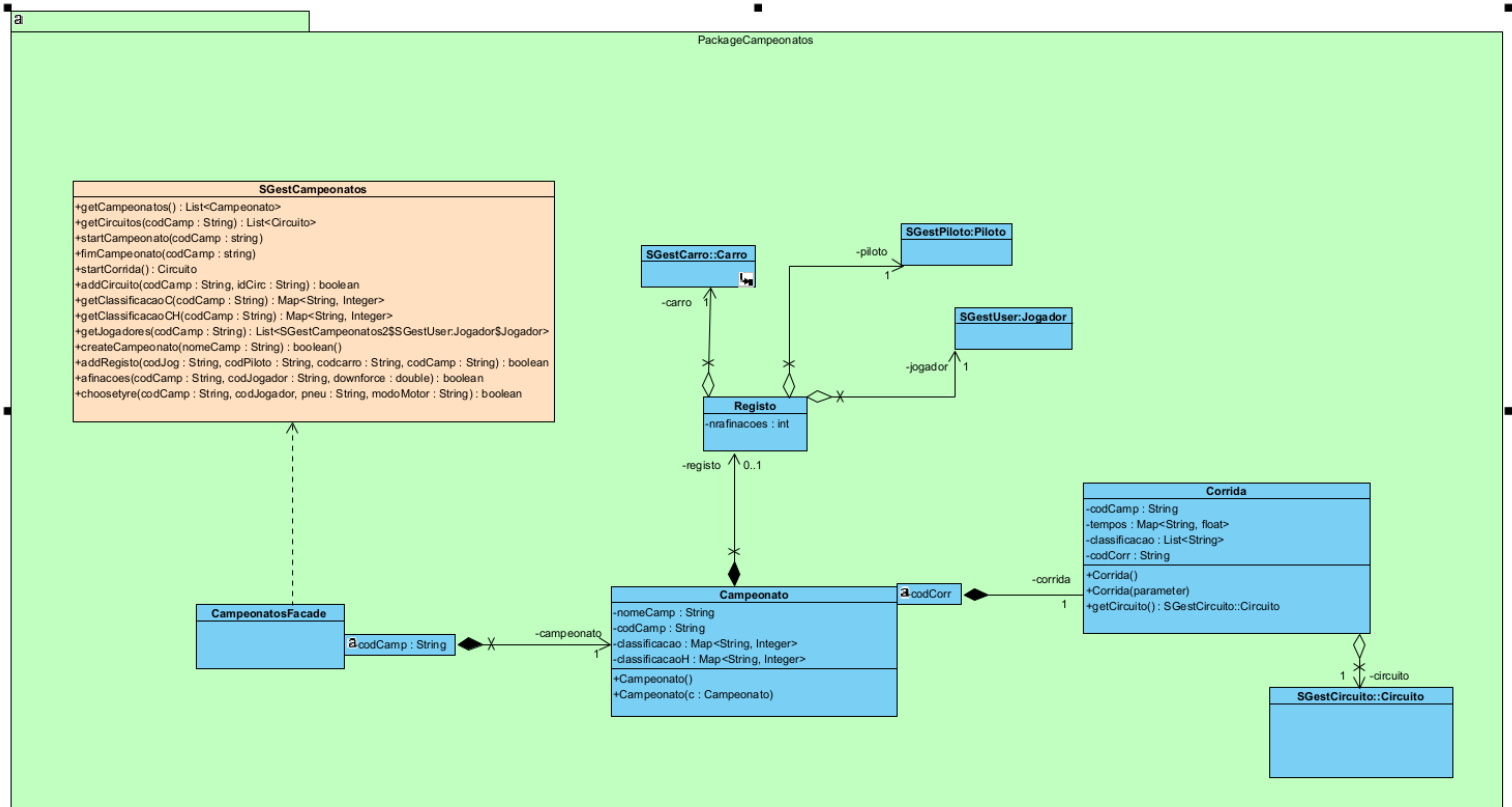 a
PackageCampeonatos
SGestCampeonatos
+getCampeonatos() : List<Campeonato>
+getCircuitos(codCamp : String) : List<Circuito>
+startCampeonato(codCamp : string)
+fimCampeonato(codCamp : string)
+startCorrida() : Circuito
+addCircuito(codCamp : String, idCirc : String) : boolean
+getClassificacaoC(codCamp : String) : Map<String, Integer>
+getClassificacaoCH(codCamp : String) : Map<String, Integer>
+getJogadores(codCamp : String) : List<SGestCampeonatos2$SGestUser:Jogador$Jogador>
+createCampeonato(nomeCamp : String) : boolean()
+addRegisto(codJog : String, codPiloto : String, codcarro : String, codCamp : String) : boolean
+afinacoes(codCamp : String, codJogador : String, downforce : double) : boolean
+choosetyre(codCamp : String, codJogador, pneu : String, modoMotor : String) : boolean
SGestPiloto:Piloto
-piloto
1
SGestCarro::Carro
-carro
1
SGestUser:Jogador
-jogador
1
Registo
-nrafinacoes : int
-registo
0..1
Corrida
-codCamp : String
-tempos : Map<String, float>
-classificacao : List<String>
-codCorr : String
+Corrida()
+Corrida(parameter)
+getCircuito() : SGestCircuito::Circuito
-corrida
1
a codCorr
Campeonato
-nomeCamp : String
-codCamp : String
-classificacao : Map<String, Integer>
-classificacaoH : Map<String, Integer>
+Campeonato()
+Campeonato(c : Campeonato)
CampeonatosFacade
a codCamp : String
-campeonato
1
1
-circuito
SGestCircuito::Circuito